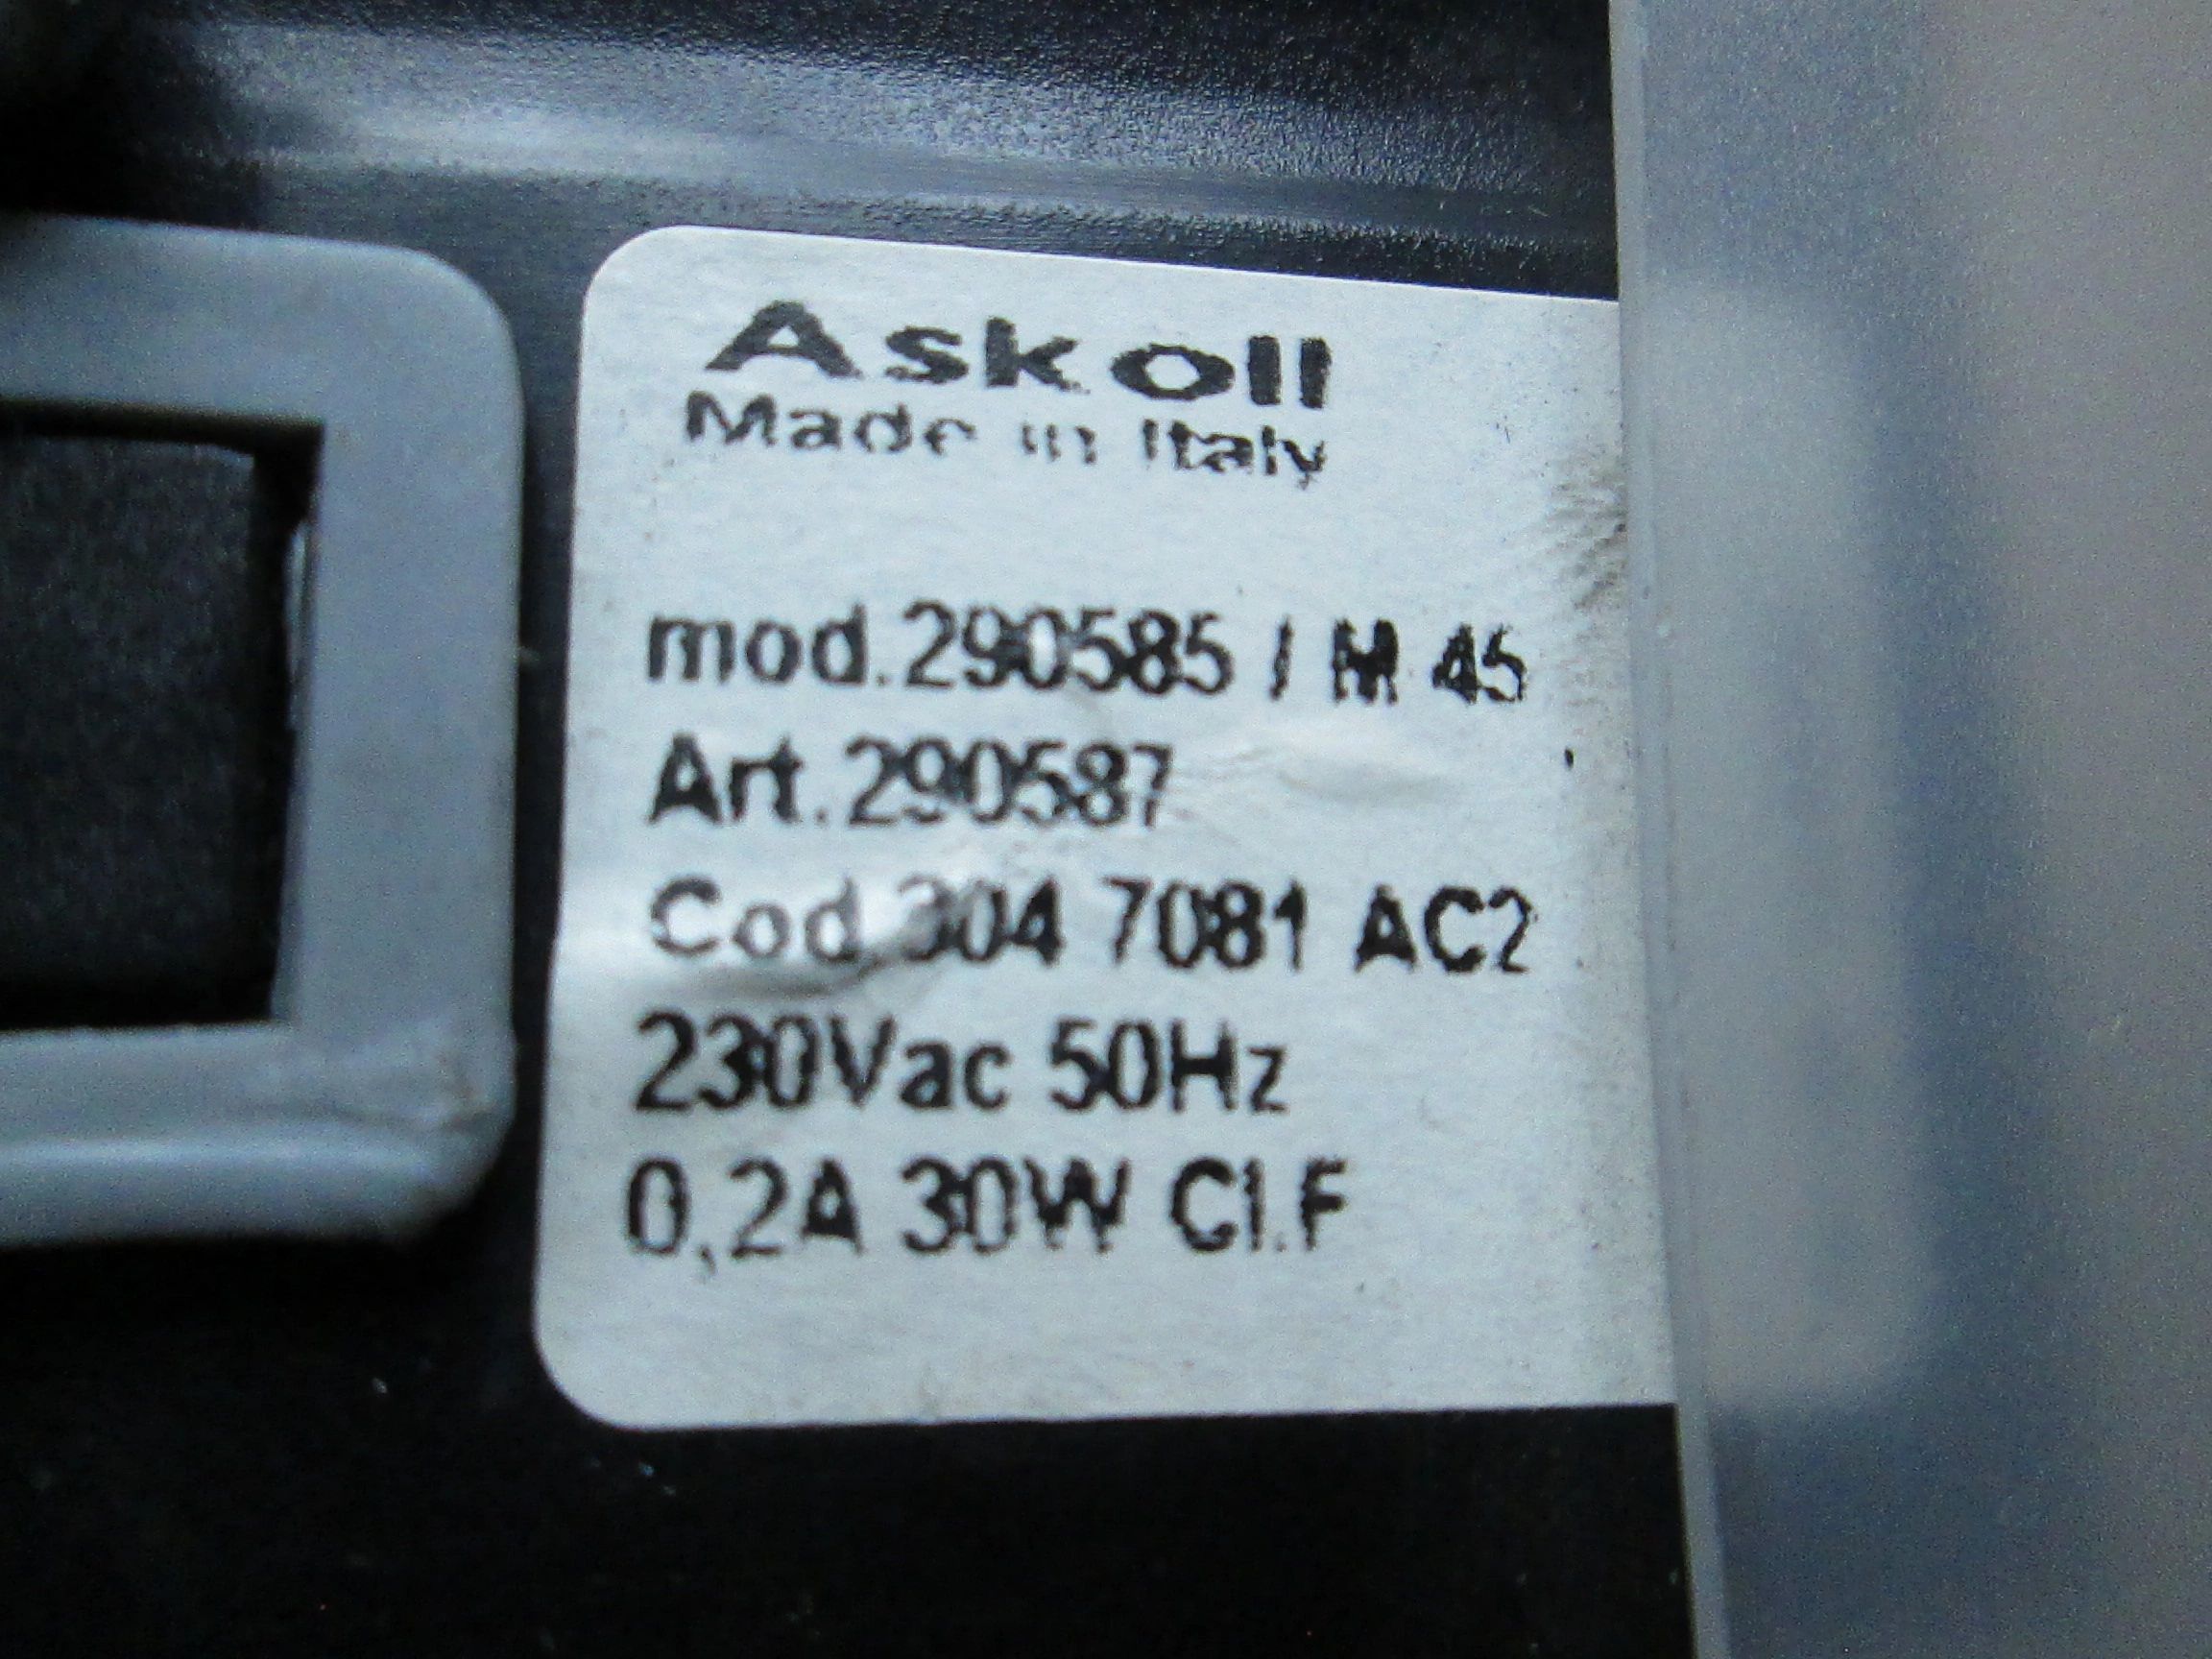 Askoll
Made in Italy
mod.290585 / M 45
Art.290587
Cod.304 7081 AC2
230Vac 50Hz
0,2A 30W Cl.F